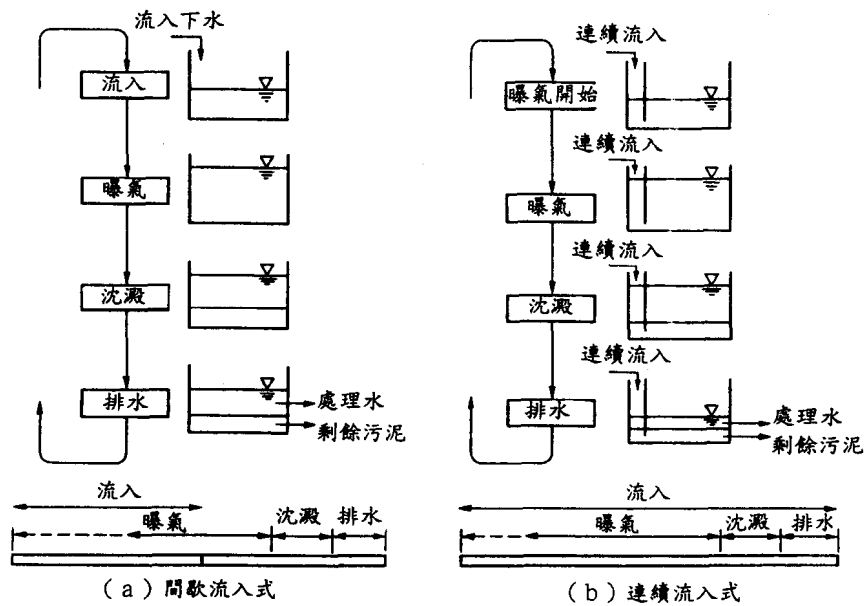 流入下水
流入
曝氣
沈澱
排水
處理水
剩餘污泥
流入
曝氣
沈澱
排水
(a)間歇流入式
連續流入
曝氣開始
連續流入
曝氣
連續流入
沈澱
連續流入
排水
處理水
剩餘污泥
流入
曝氣
沈澱
排水
(b)連續流入式